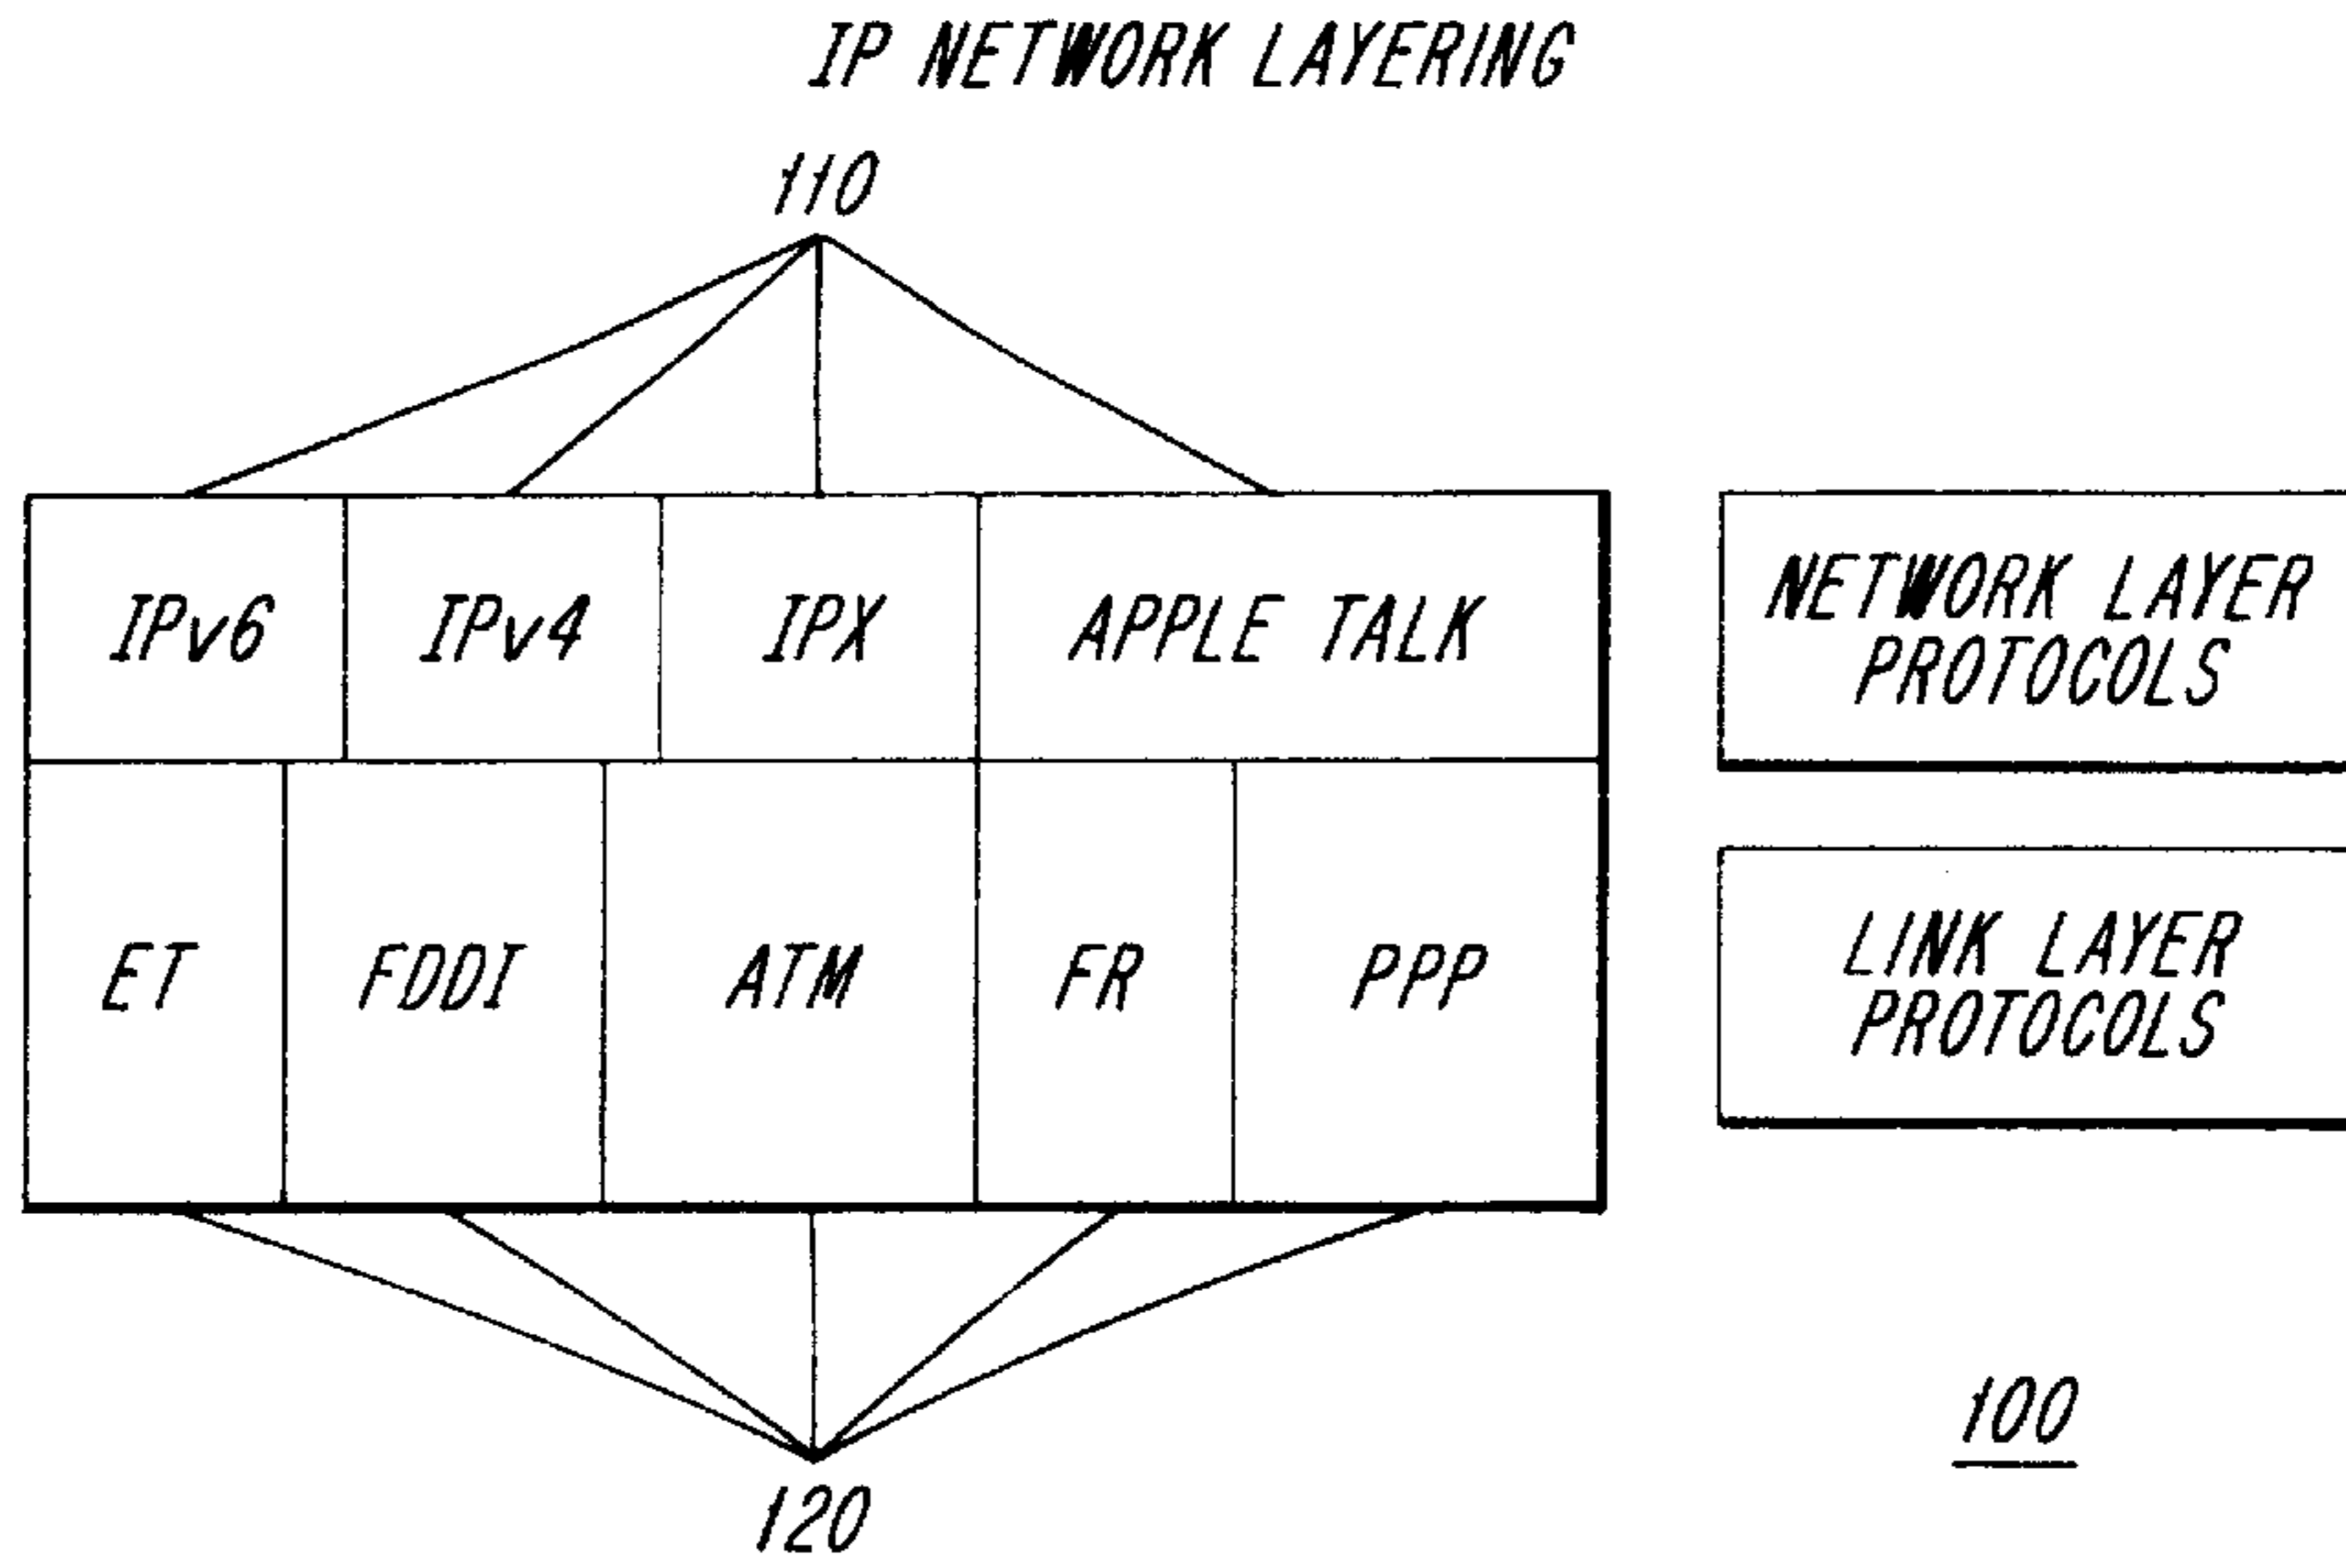 IP NETWORK LAYERING
110
IPv6 IPv4 IPX APPLE TALK
NETWORK LAYER
PROTOCOLS
ET FDDI ATM FR PPP
LINK LAYER
PROTOCOLS
100
120